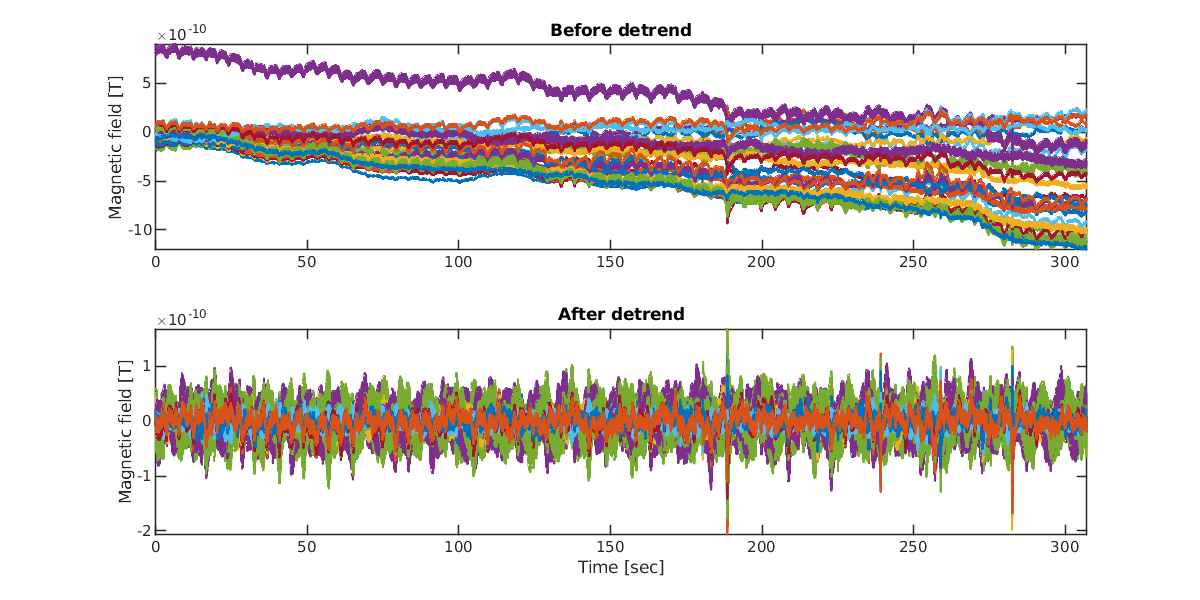 Before detrend
×10-10
Magnetic field [T]
5
0
-5
-10
0 50 100 150 200 250 300
After detrend
×10-10
Magnetic field [T]
1
0
-1
-2
0 50 100 150 200 250 300
Time [sec]